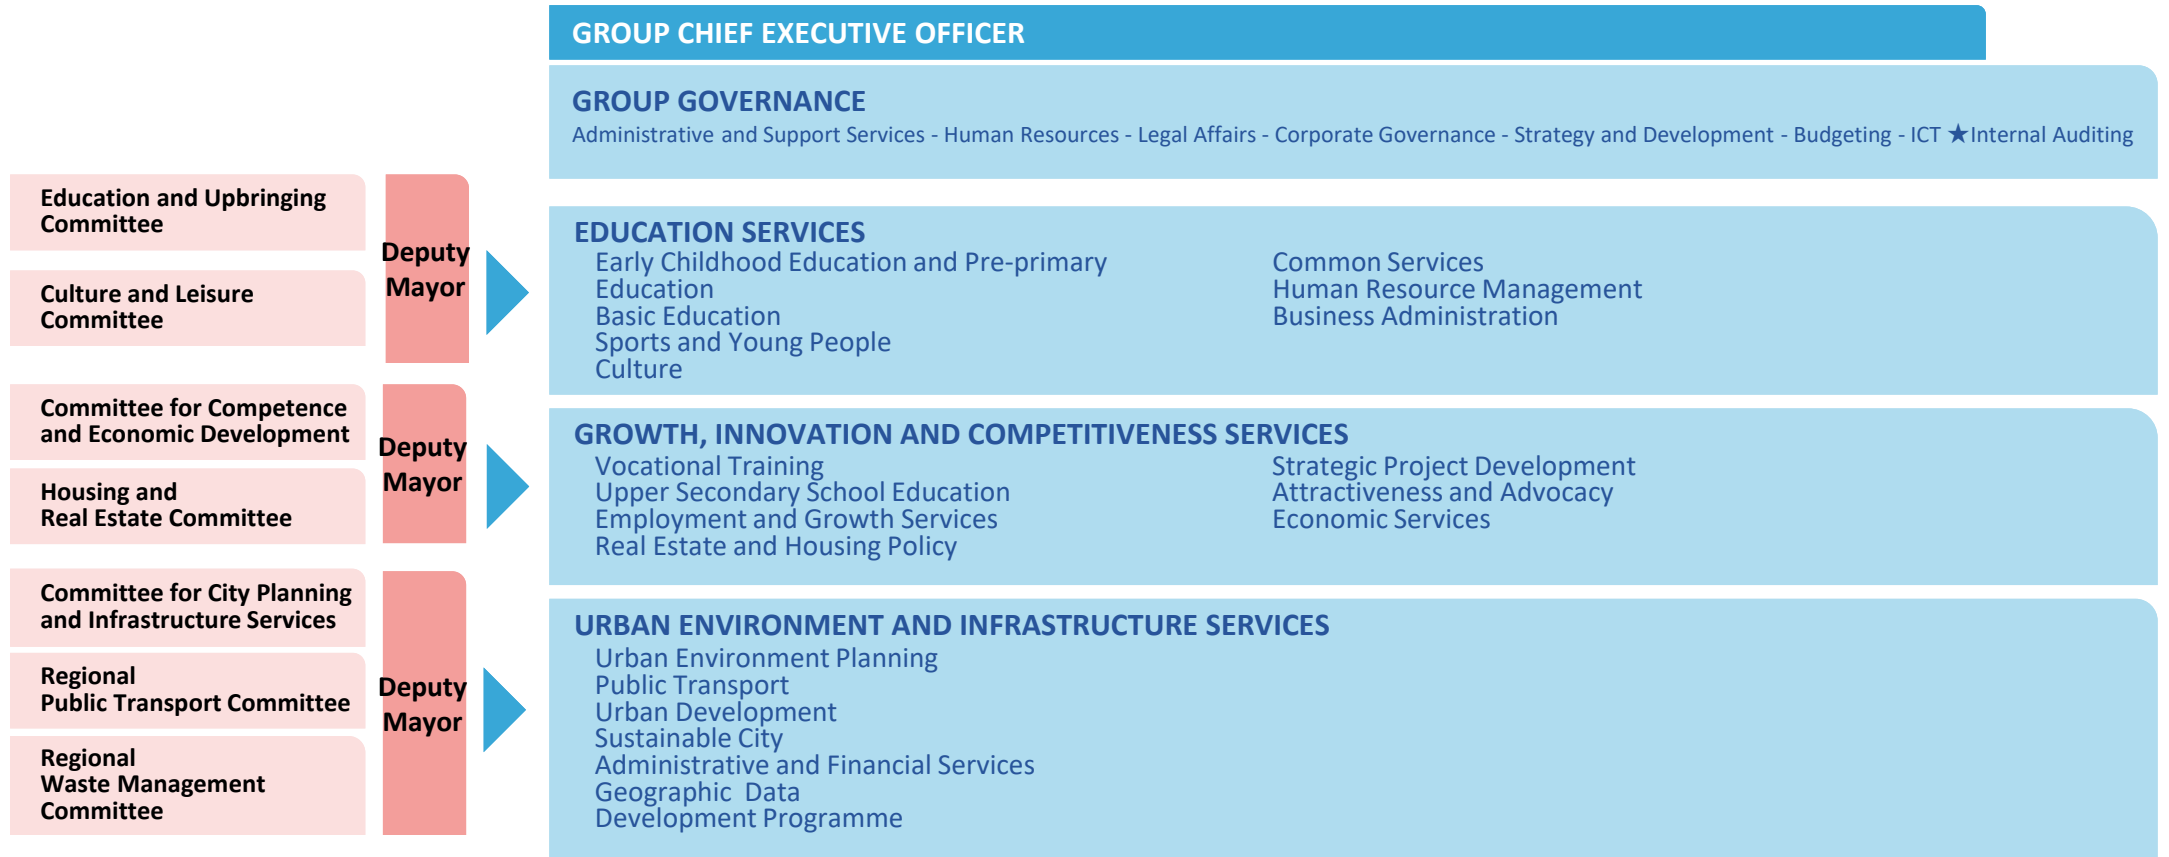 GROUP CHIEF EXECUTIVE OFFICER
GROUP GOVERNANCE
Administrative and Support Services - Human Resources - Legal Affairs - Corporate Governance - Strategy and Development - Budgeting - ICT ★Internal Auditing
Education and Upbringing
Committee
Culture and Leisure
Committee
Deputy
Mayor
EDUCATION SERVICES
Early Childhood Education and Pre-primary
Education
Basic Education
Sports and Young People
Culture
Common Services
Human Resource Management
Business Administration
Committee for Competence
and Economic Development
Housing and
Real Estate Committee
Deputy
Mayor
GROWTH, INNOVATION AND COMPETITIVENESS SERVICES
Vocational Training
Upper Secondary School Education
Employment and Growth Services
Real Estate and Housing Policy
Strategic Project Development
Attractiveness and Advocacy
Economic Services
Committee for City Planning
and Infrastructure Services
Regional
Public Transport Committee
Regional
Waste Management
Committee
Deputy
Mayor
URBAN ENVIRONMENT AND INFRASTRUCTURE SERVICES
Urban Environment Planning
Public Transport
Urban Development
Sustainable City
Administrative and Financial Services
Geographic  Data
Development Programme